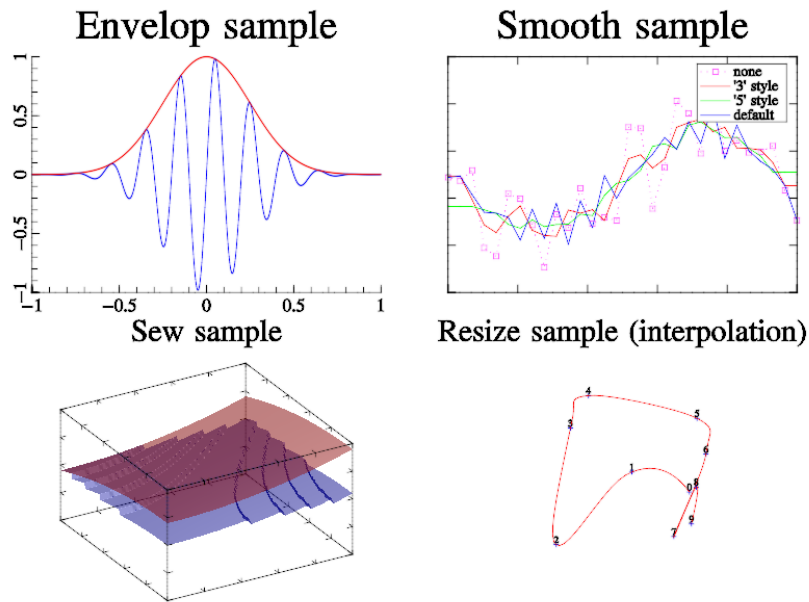 Envelop sample
Smooth sample
1
0.5
0
−0.5
−1
−1
−0.5
0
0.5
1
none
'3' style
'5' style
default
Sew sample
Resize sample (interpolation)
4
5
3
6
1
8
0
9
7
2